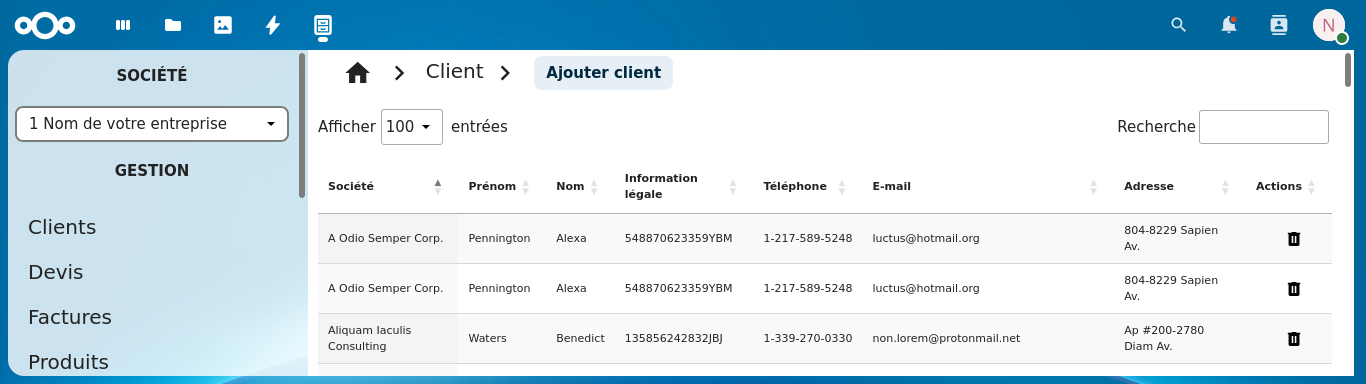 N
SOCIÉTÉ
1 Nom de votre entreprise
GESTION
Clients
Devis
Factures
Produits
Client
Ajouter client
Afficher 100 entrées
Recherche
Société Prénom Nom Information légale Téléphone E-mail Adresse Actions
A Odio Semper Corp. Pennington Alexa 548870623359YBM 1-217-589-5248 luctus@hotmail.org 804-8229 Sapien Av.
A Odio Semper Corp. Pennington Alexa 548870623359YBM 1-217-589-5248 luctus@hotmail.org 804-8229 Sapien Av.
Aliquam Iaculis Consulting Waters Benedict 135856242832JBJ 1-339-270-0330 non.lorem@protonmail.net Ap #200-2780 Diam Av.